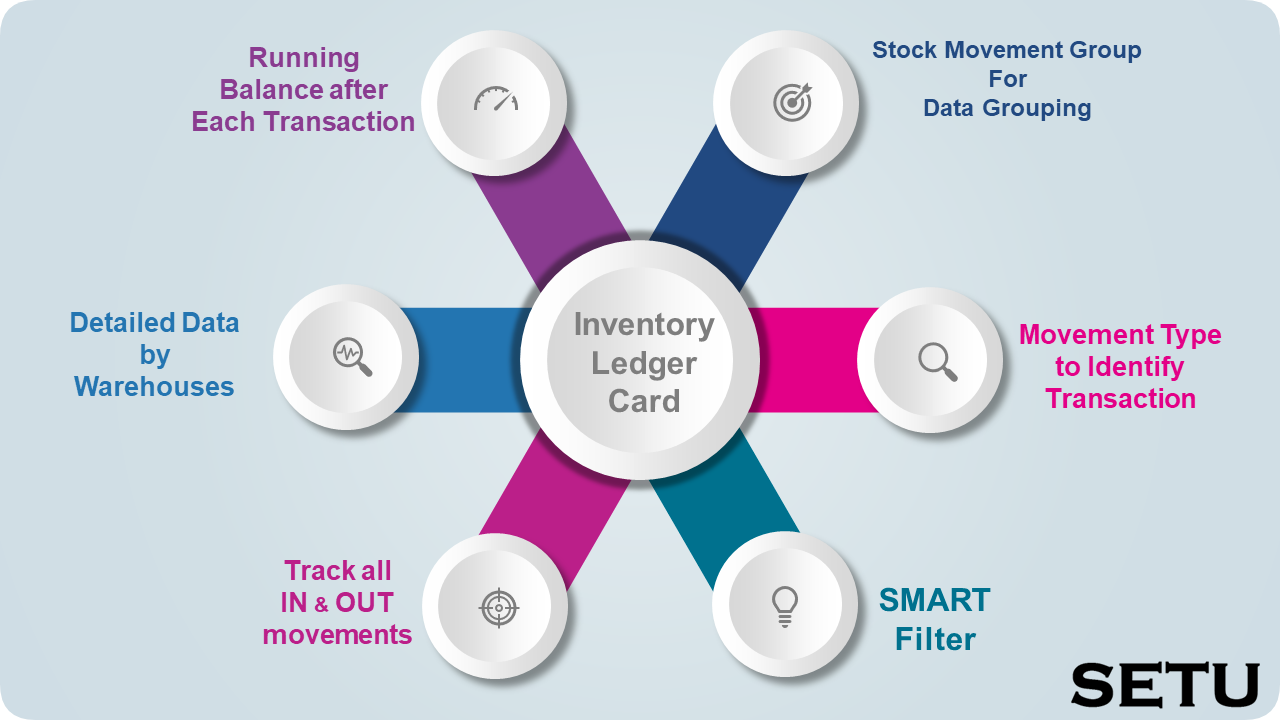 Running
Balance after
Each Transaction
Stock Movement Group
For
Data Grouping
Detailed Data
by
Warehouses
Inventory
Ledger
Card
Movement Type
to Identify
Transaction
Track all
IN & OUT
movements
SMART
Filter
SETU